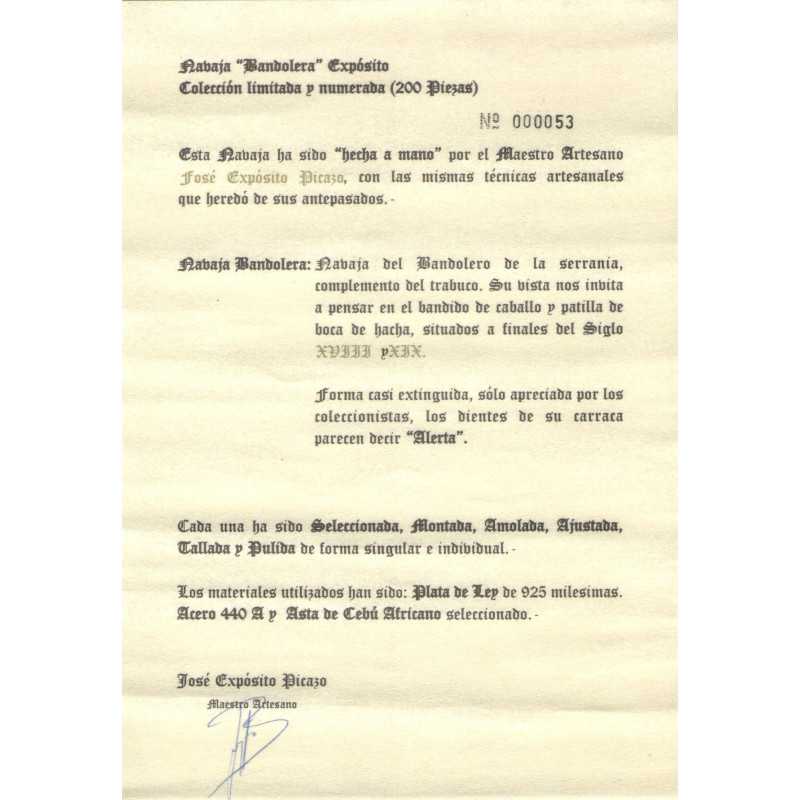 Navaja "Bandolera" Expósito
Colección limitada y numerada (200 Piezas)
Nº 000053
Esta Navaja ha sido "hecha a mano" por el Maestro Artesano
José Expósito Picazo, con las mismas técnicas artesanales
que heredó de sus antepasados.-
Navaja Bandolera: Navaja del Bandolero de la serranía,
complemento del trabuco. Su vista nos invita
a pensar en el bandido de caballo y patilla de
boca de hacha, situados a finales del Siglo
XVIII yXIX.
Forma casi extinguida, sólo apreciada por los
coleccionistas, los dientes de su carraca
parecen decir "Alerta".
Cada una ha sido Seleccionada, Montada, Amolada, Ajustada,
Tallada y Pulida de forma singular e individual.-
Los materiales utilizados han sido: Plata de Ley de 925 milesimas.
Acero 440 A y Asta de Cebú Africano seleccionado.-
José Expósito Picazo
Maestro Artesano